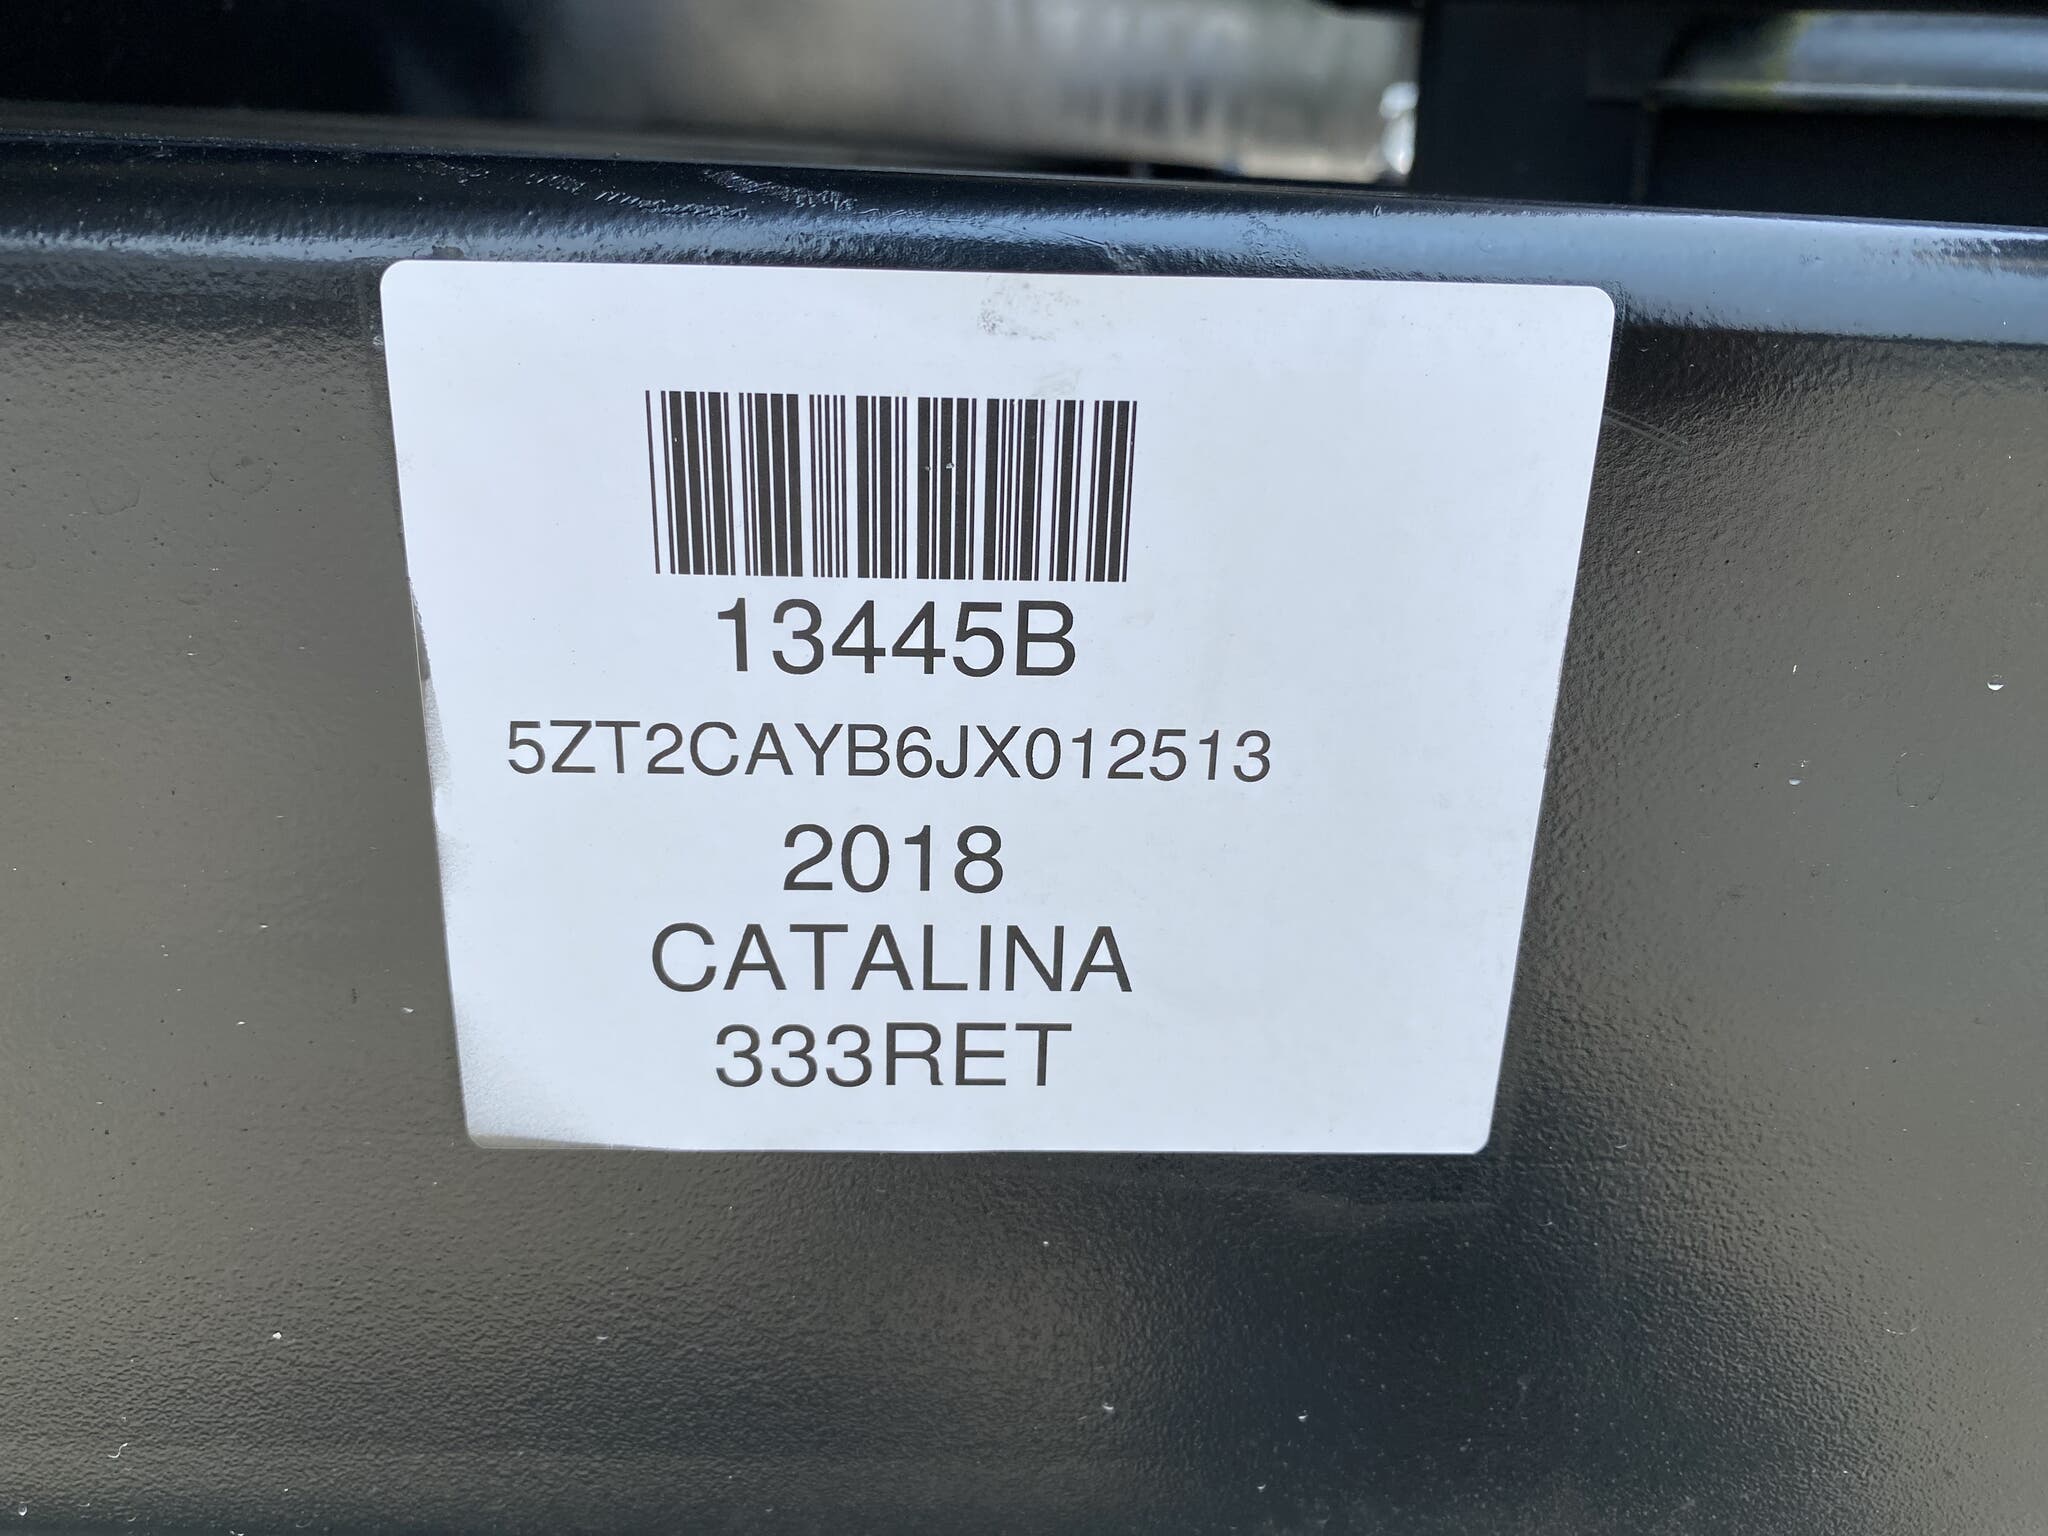 13445B
5ZT2CAYB6JX012513
2018
CATALINA
333RET